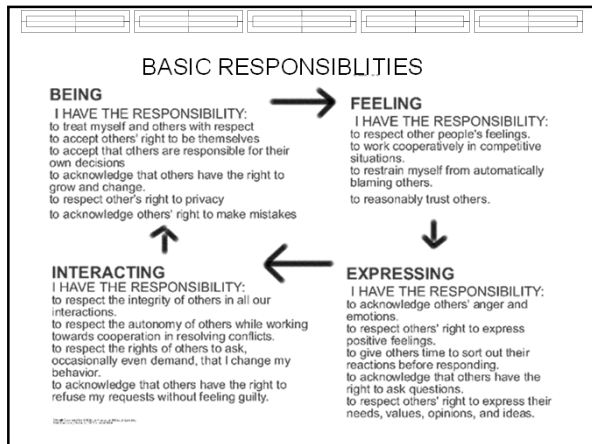 BASIC RESPONSIBLITIES
BEING
I HAVE THE RESPONSIBILITY:
to treat myself and others with respect
to accept others' right to be themselves
to accept that others are responsible for their
own decisions
to acknowledge that others have the right to
grow and change.
to respect other's right to privacy
to acknowledge others' right to make mistakes
FEELING
I HAVE THE RESPONSIBILITY:
to respect other people's feelings.
to work cooperatively in competitive
situations.
to restrain myself from automatically
blaming others.
to reasonably trust others.
INTERACTING
I HAVE THE RESPONSIBILITY:
to respect the integrity of others in all our
interactions.
to respect the autonomy of others while working
towards cooperation in resolving conflicts.
to respect the rights of others to ask,
occasionally even demand, that I change my
behavior.
to acknowledge that others have the right to
refuse my requests without feeling guilty.
EXPRESSING
I HAVE THE RESPONSIBILITY:
to acknowledge others' anger and
emotions.
to respect others' right to express
positive feelings.
to give others time to sort out their
reactions before responding.
to acknowledge that others have the
right to ask questions.
to respect others' right to express their
needs, values, opinions, and ideas.